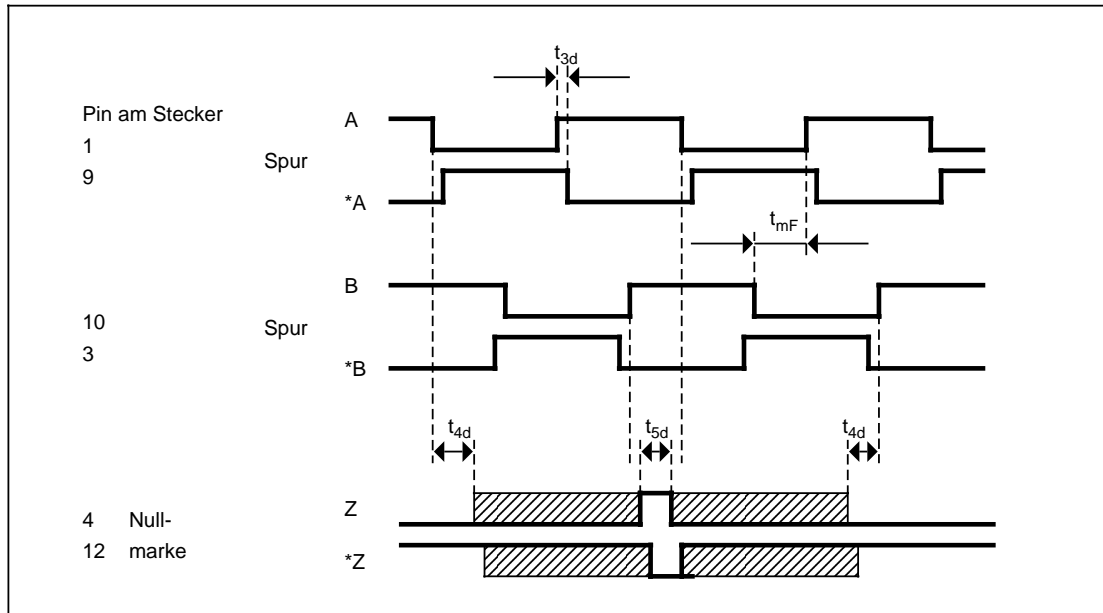 t3d
Pin am Stecker
A
1
Spur
9
*A
tmF
B
10
Spur
3
*B
t4d
t5d
t4d
Z
4 Null-
12 marke
*Z